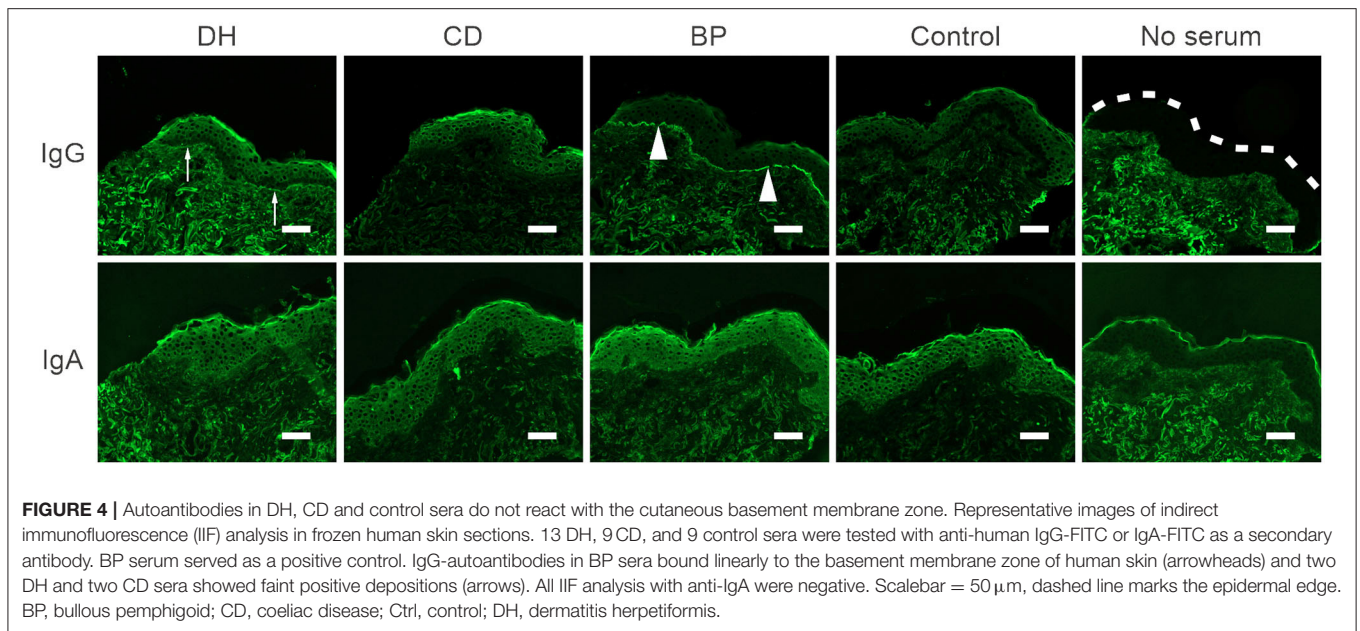 DH CD BP Control No serum
IgG
IgA
FIGURE 4 | Autoantibodies in DH, CD and control sera do not react with the cutaneous basement membrane zone. Representative images of indirect
immunofluorescence (IIF) analysis in frozen human skin sections. 13 DH, 9 CD, and 9 control sera were tested with anti-human IgG-FITC or IgA-FITC as a secondary
antibody. BP serum served as a positive control. IgG-autoantibodies in BP sera bound linearly to the basement membrane zone of human skin (arrowheads) and two
DH and two CD sera showed faint positive depositions (arrows). All IIF analysis with anti-IgA were negative. Scalebar = 50 μm, dashed line marks the epidermal edge.
BP, bullous pemphigoid; CD, coeliac disease; Ctrl, control; DH, dermatitis herpetiformis.